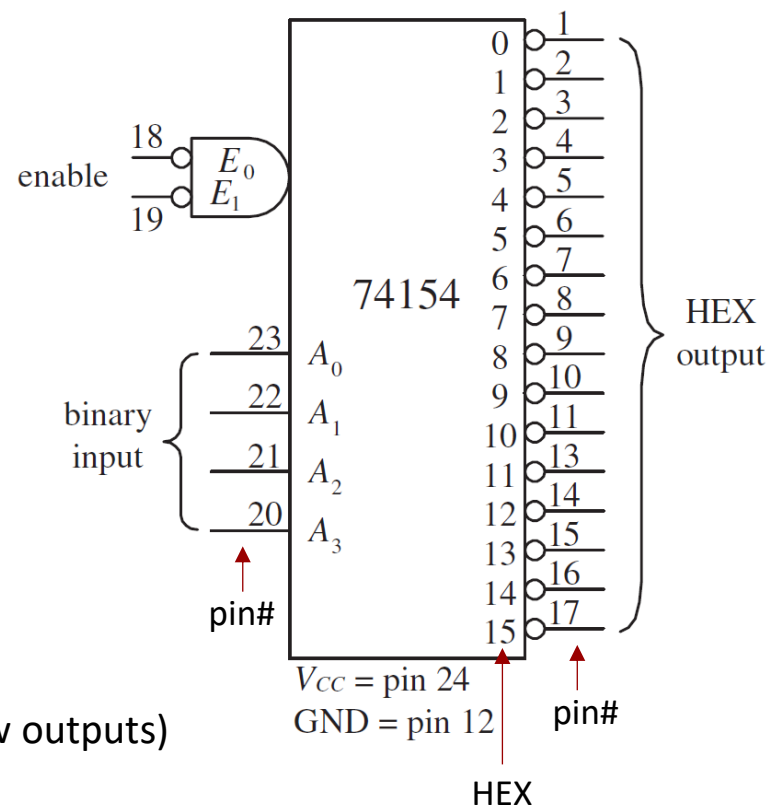 0 1
1 2
18
2 3
E0
3 4
enable
E1
4 5
19
5 6
6 7
74154
7 8
HEX
23
8 9
output
A0
9 10
binary
22
A1
10 11
input
21
11 13
A2
12 14
20
A3
13 15
14 16
pin#
15 17
VCC = pin 24
GND = pin 12
pin#
outputs)
HEX